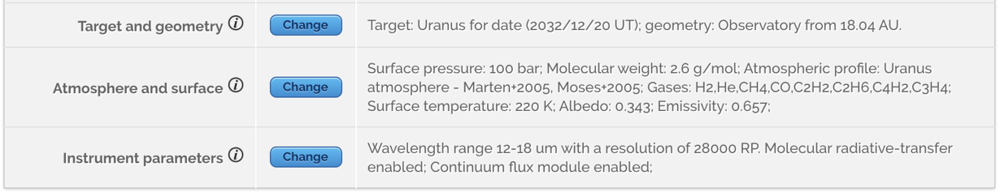 Target and geometry i Change Target: Uranus for date (2032/12/20 UT); geometry: Observatory from 18.04 AU.
Atmosphere and surface i Change
Surface pressure: 100 bar; Molecular weight: 2.6 g/mol; Atmospheric profile: Uranus
atmosphere - Marten+2005, Moses+2005; Gases: H2,He,CH4,CO,C2H2,C2H6,C4H2,C3H4;
Surface temperature: 220 K; Albedo: 0.343; Emissivity: 0.657;
Instrument parameters i Change
Wavelength range 12-18 um with a resolution of 28000 RP. Molecular radiative-transfer
enabled; Continuum flux module enabled;